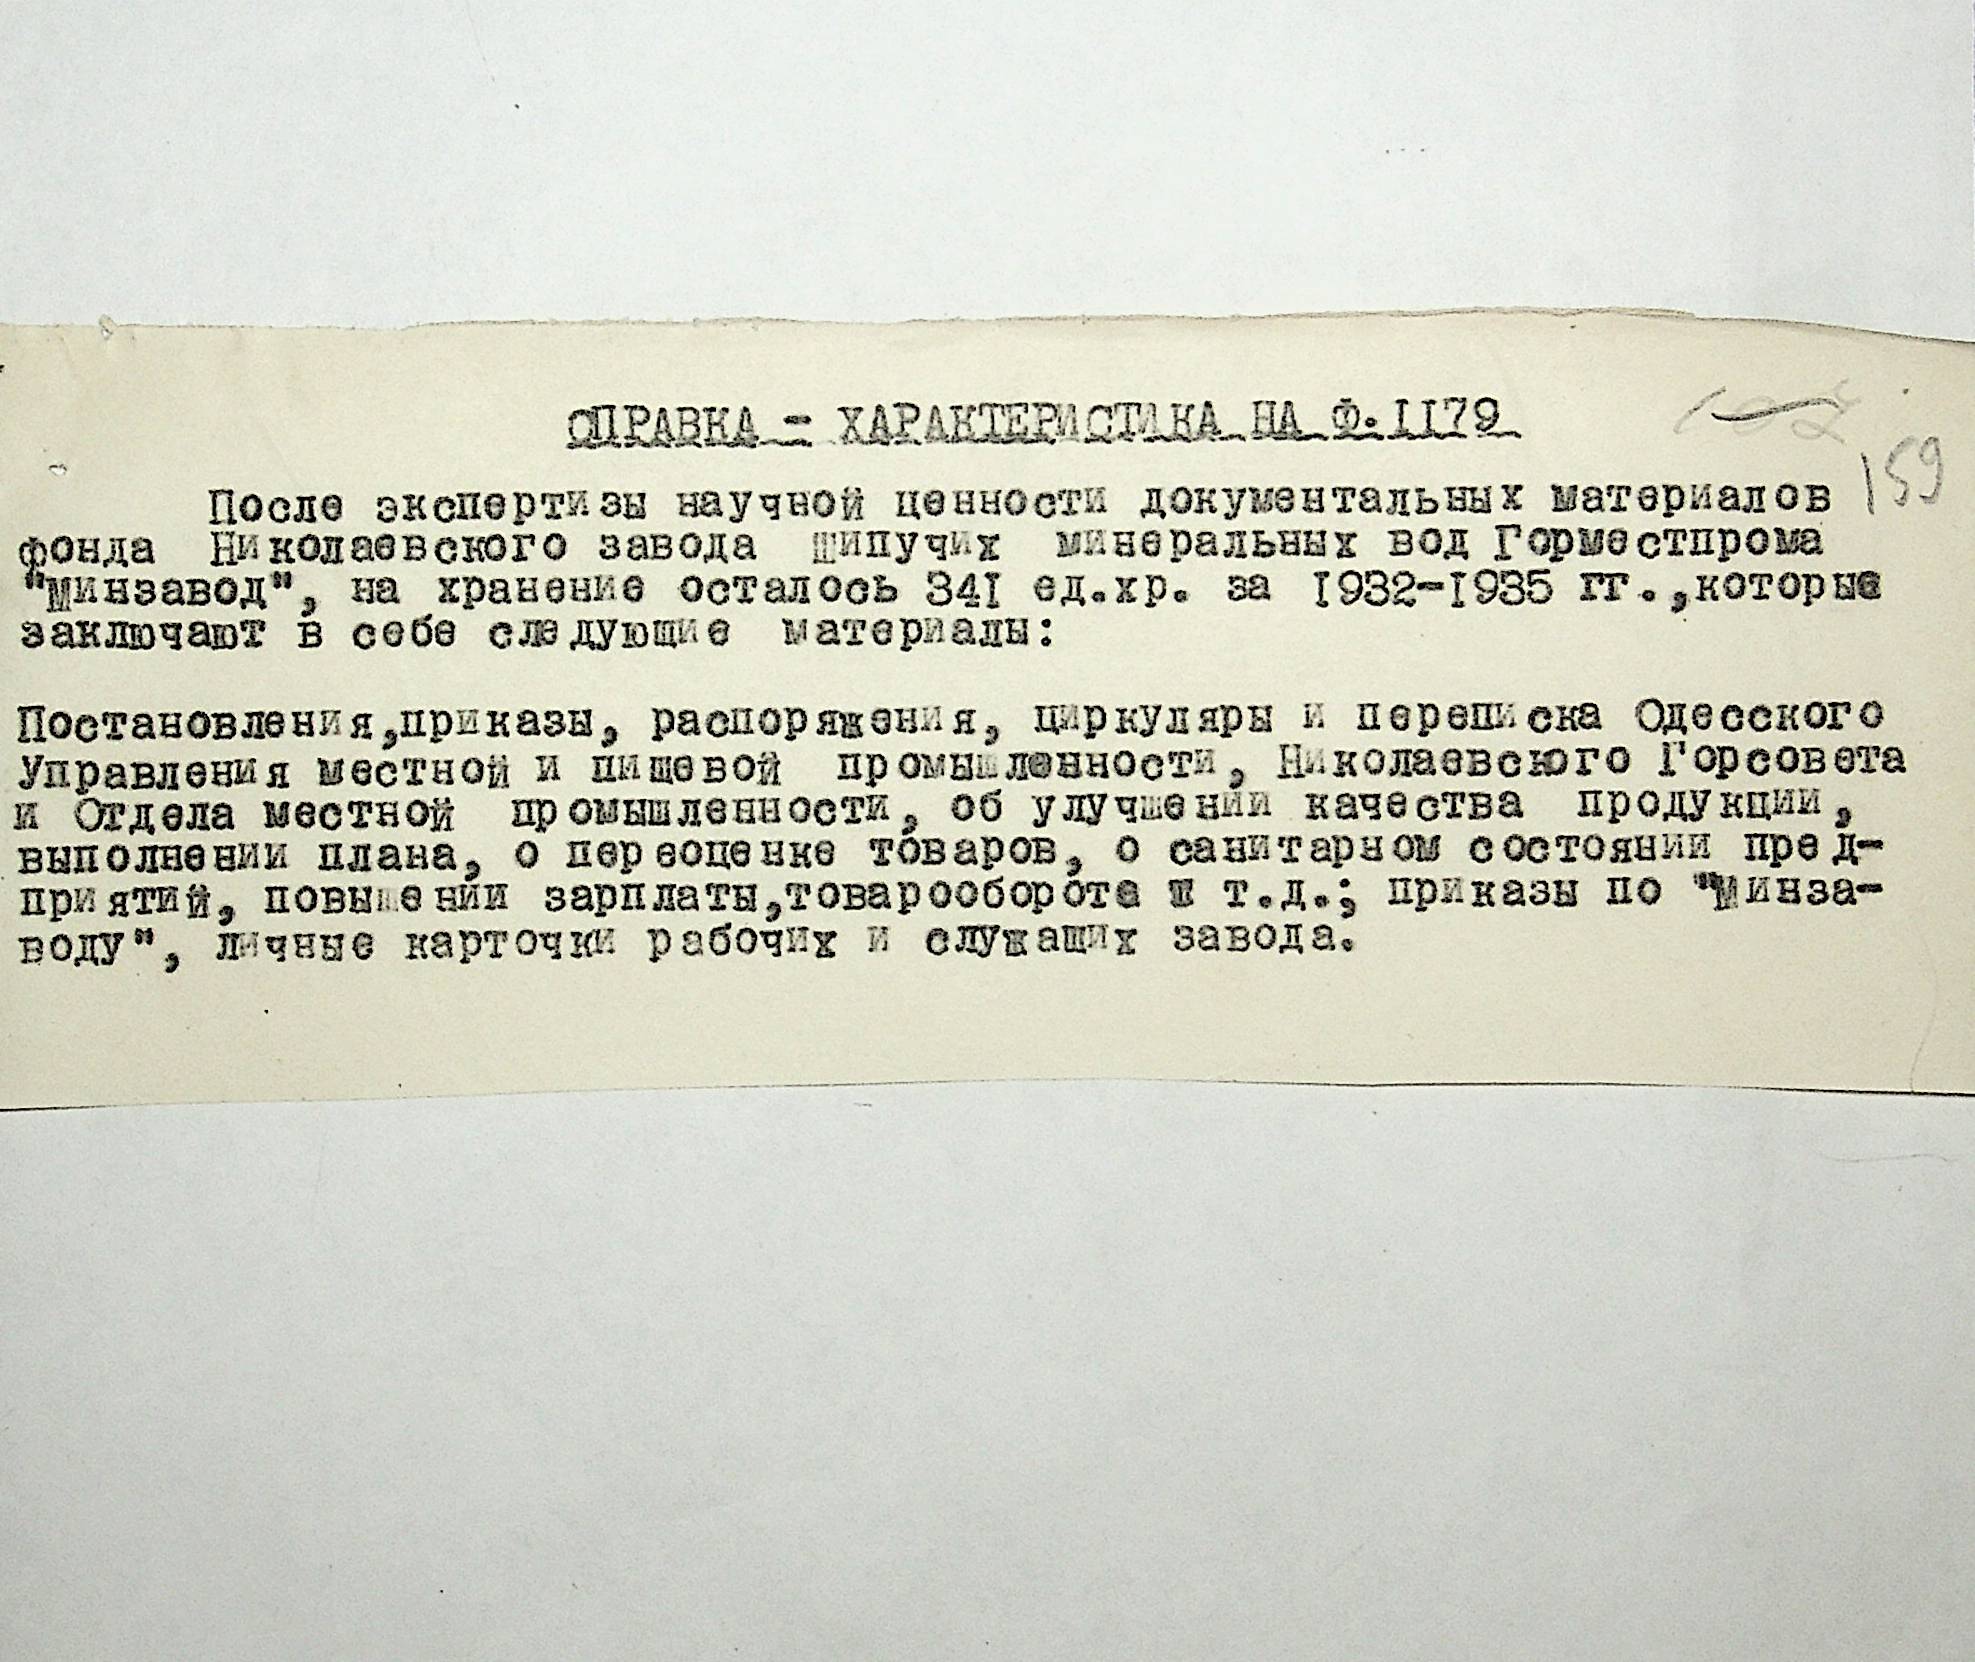 СПРАВКА - ХАРАКТЕРИСТИКА НА Ф.II79
159
После экспертизы научной ценности документальных материалов
фонда Николаевского завода шипучих минеральных вод Горместпрома
"Минзавод", на хранение осталось 341 ед.хр. за 1932-1935 гг.,которые
заключают в себе следующие материалы:
Постановления,приказы, распоряжения, циркуляры и переписка Одесского
Управления местной и пищевой промышленности, Николаевского Горсовета
и Отдела местной промышленности, об улучшении качества продукции,
выполнении плана, о переоценке товаров, о санитарном состоянии пред-
приятий, повышении зарплаты,товарооборота и т.д.; приказы по "Минза-
воду", личные карточки рабочих и служащих завода.